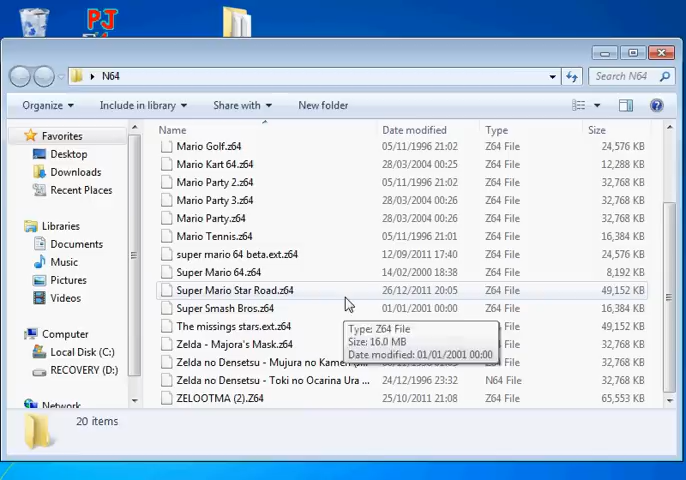 PJ
N64
Search N64
Organize
Include in library
Share with
New folder
Favorites
Desktop
Downloads
Recent Places
Libraries
Documents
Music
Pictures
Videos
Computer
Local Disk (C:)
RECOVERY (D:)
Network
Name Date modified Type Size
Mario Golf.z64 05/11/1996 21:02 Z64 File 24,576 KB
Mario Kart 64.z64 28/03/2004 00:25 Z64 File 12,288 KB
Mario Party 2.z64 05/11/1996 21:02 Z64 File 32,768 KB
Mario Party 3.z64 28/03/2004 00:26 Z64 File 32,768 KB
Mario Party.z64 28/03/2004 00:26 Z64 File 32,768 KB
Mario Tennis.z64 05/11/1996 21:01 Z64 File 16,384 KB
super mario 64 beta.ext.z64 12/09/2011 17:40 Z64 File 24,576 KB
Super Mario 64.z64 14/02/2000 18:38 Z64 File 8,192 KB
Super Mario Star Road.z64 26/12/2011 20:05 Z64 File 49,152 KB
Super Smash Bros.z64 01/01/2001 00:00 Z64 File 16,384 KB
The missings stars.ext.z64 49,152 KB
Zelda - Majora's Mask.z64 32,768 KB
Zelda no Densetsu - Mujura no Kamen Z64 File 32,768 KB
Zelda no Densetsu - Toki no Ocarina Ura ... 24/12/1996 23:32 N64 File 32,768 KB
ZELOOTMA (2).Z64 25/10/2011 21:08 Z64 File 65,553 KB
Type: Z64 File
Size: 16.0 MB
Date modified: 01/01/2001 00:00
20 items